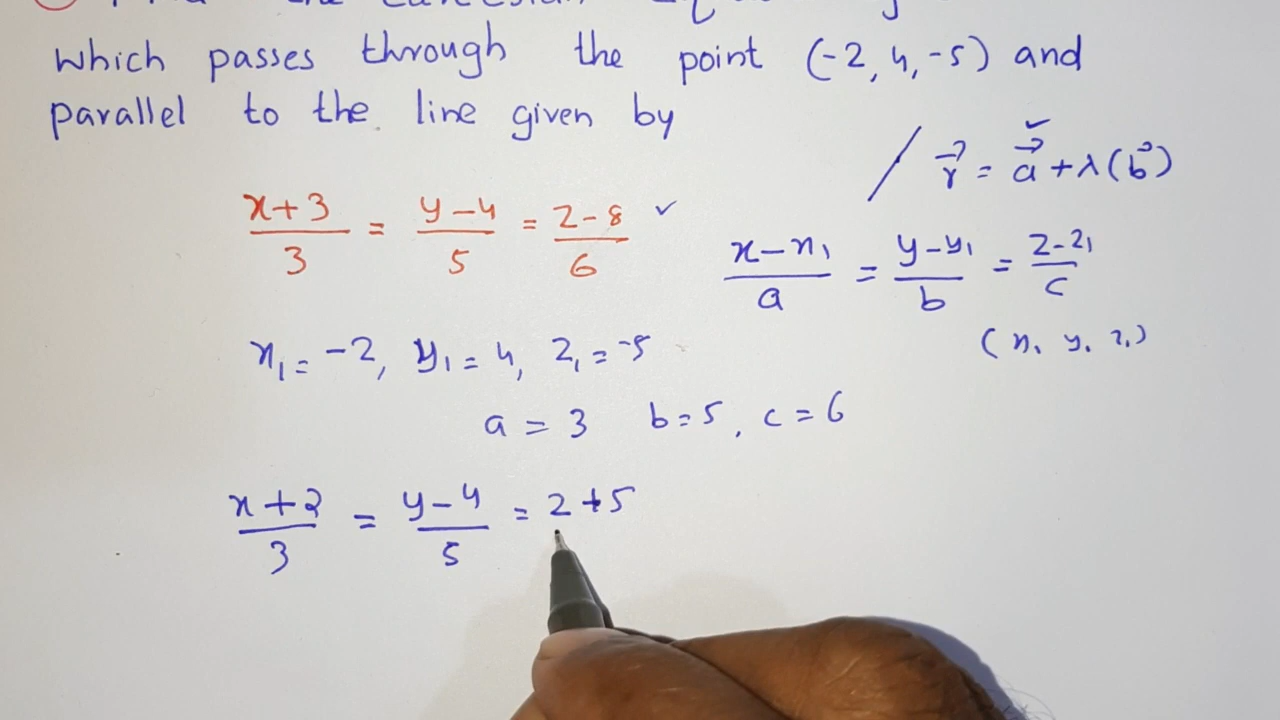 the Cartesian
which passes through the point (-2, 4, -5) and
parallel to the line given by
r⃗ = a⃗ + λ(b⃗)
x+3/3 = y-4/5 = z-8/6 ✓
x-x₁/a = y-y₁/b = z-z₁/c
(x₁ y₁ z₁)
x₁ = -2, y₁ = 4, z₁ = -5
a = 3 b = 5, c = 6
x+2/3 = y-4/5 = z+5